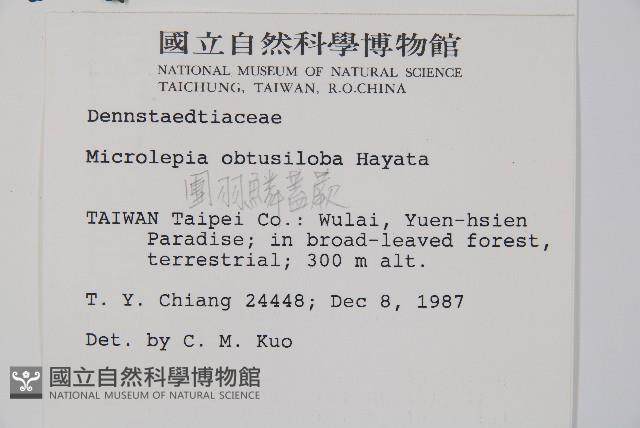 國立自然科學博物館
NATIONAL MUSEUM OF NATURAL SCIENCE
TAICHUNG, TAIWAN, R.O.CHINA
Dennstaedtiaceae
Microlepia obtusiloba Hayata
團羽鱗蓋蕨
TAIWAN Taipei Co.: Wulai, Yuen-hsien
Paradise; in broad-leaved forest,
terrestrial; 300 m alt.
T. Y. Chiang 24448; Dec 8, 1987
Det. by C. M. Kuo
國立自然科學博物館
NATIONAL MUSEUM OF NATURAL SCIENCE